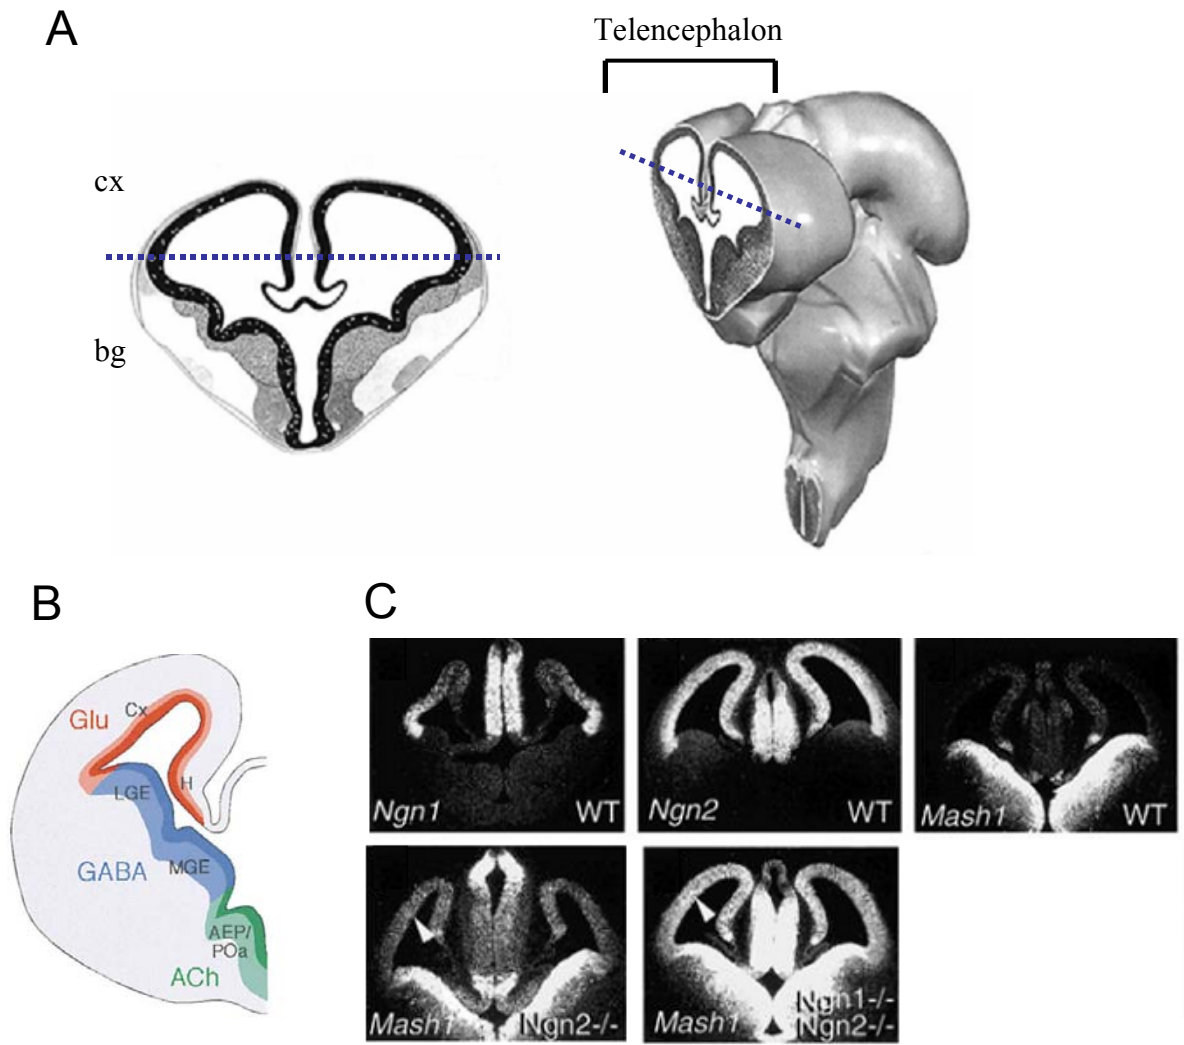 A
Telencephalon
cx
bg
B
Glu
Cx
H
LGE
GABA
MGE
AEP/
POa
ACh
C
Ngn1 WT
Ngn2 WT
Mash1 WT
Mash1 Ngn2-/-
Mash1 Ngn1-/-
Ngn2-/-